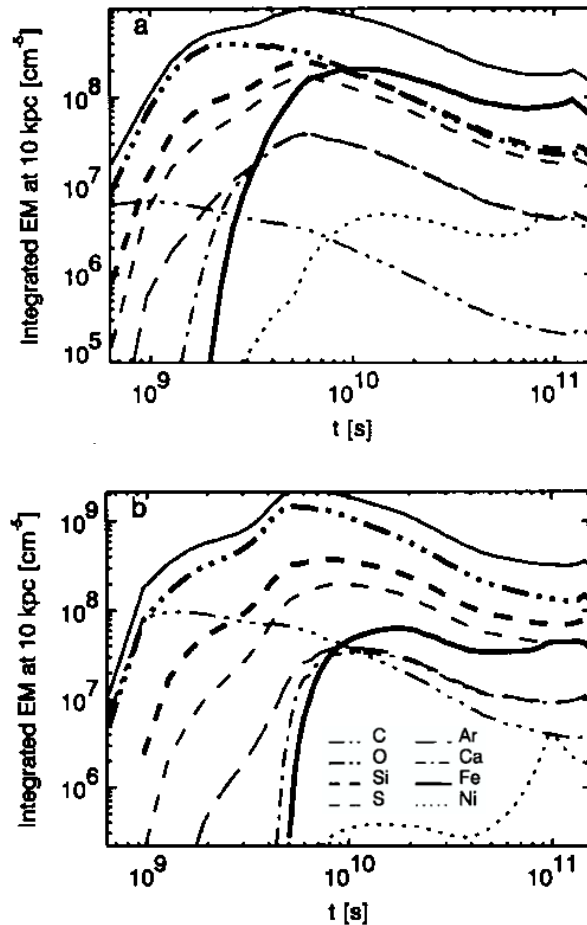 a
Integrated EM at 10 kpc [cm⁻⁵]
10⁸
10⁷
10⁶
10⁵
10⁹ 10¹⁰ 10¹¹
t [s]
b
Integrated EM at 10 kpc [cm⁻⁵]
10⁹
10⁸
10⁷
10⁶
C Ar
O Ca
Si Fe
S Ni
10⁹ 10¹⁰ 10¹¹
t [s]